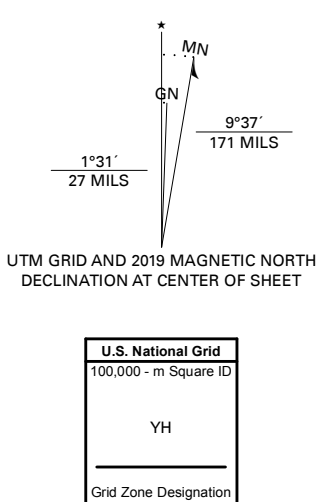 ★
MN
GN
9°37´
171 MILS
1°31´
27 MILS
UTM GRID AND 2019 MAGNETIC NORTH
DECLINATION AT CENTER OF SHEET
U.S. National Grid
100,000 - m Square ID
YH
Grid Zone Designation